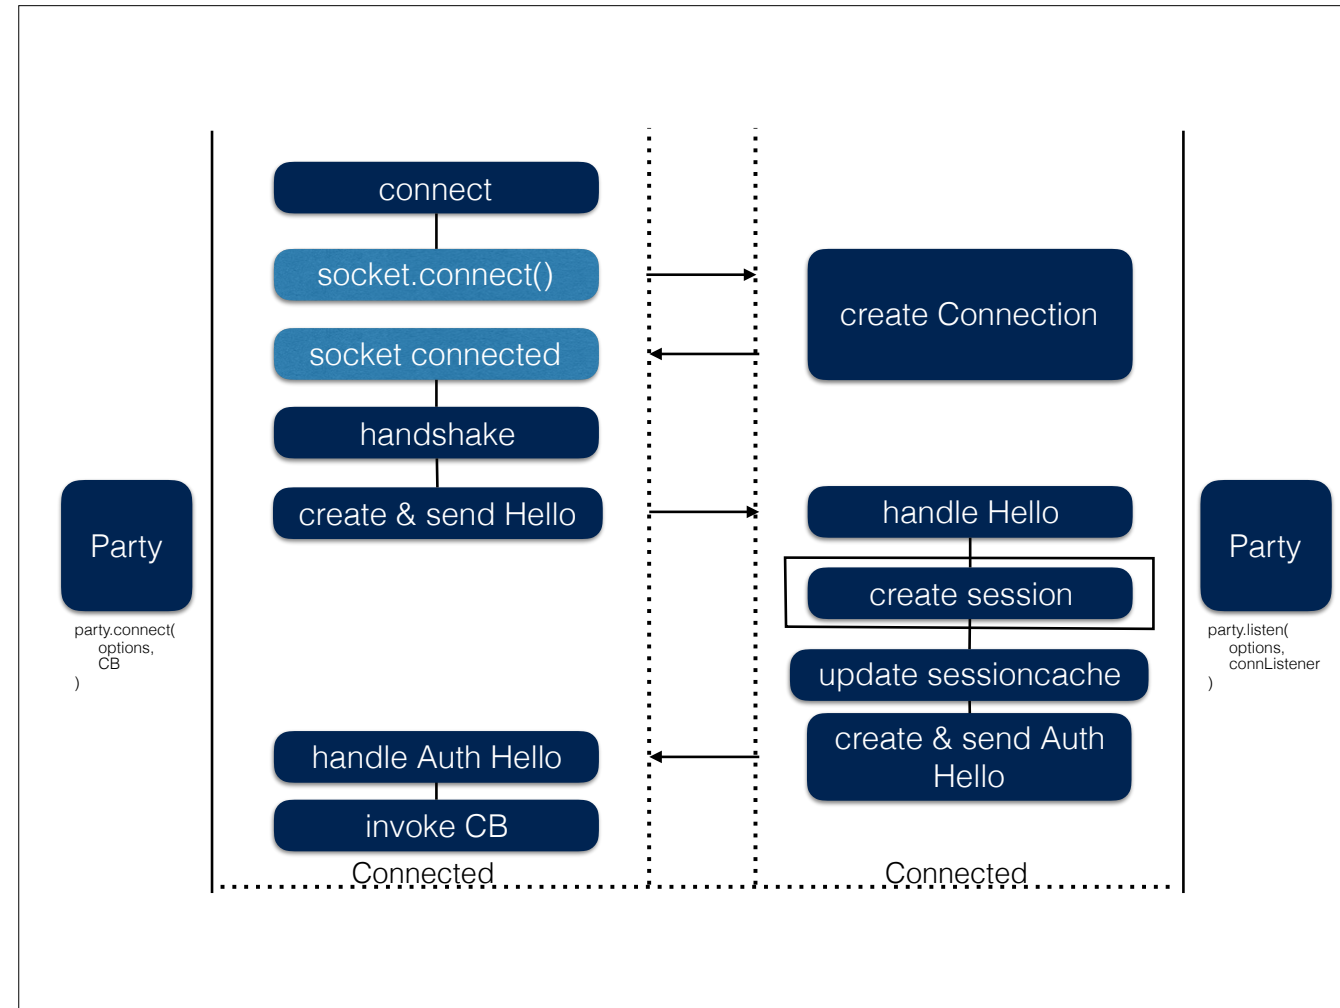 connect
socket.connect()
socket connected
handshake
create & send Hello
handle Auth Hello
invoke CB
Connected
create Connection
handle Hello
create session
update sessioncache
create & send Auth
Hello
Connected
Party
party.connect(
options,
CB
)
Party
party.listen(
options,
connListener
)